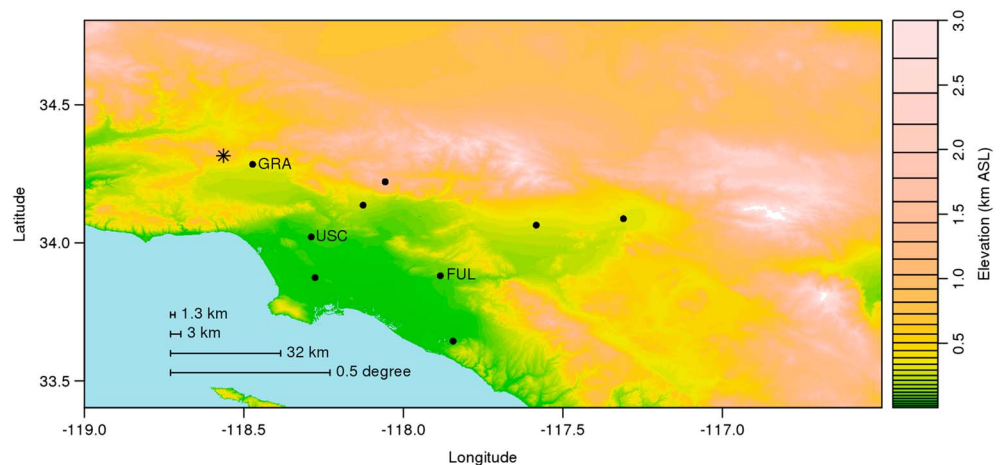 34.5
34.0
33.5
Latitude
GRA
USC
FUL
1.3 km
3 km
32 km
0.5 degree
-119.0
-118.5
-118.0
-117.5
-117.0
Longitude
3.0
2.5
2.0
1.5
1.0
0.5
Elevation (km ASL)